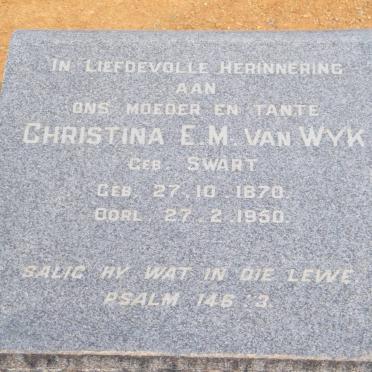 IN LIEFDEVOLLE HERINNERING
AAN
ONS MOEDER EN TANTE
CHRISTINA E.M. VAN WYK
GEB SWART
GEB. 27.10.1870.
OORL 27.2.1950.
SALIG HY WAT IN DIE LEWE
PSALM 146:3.